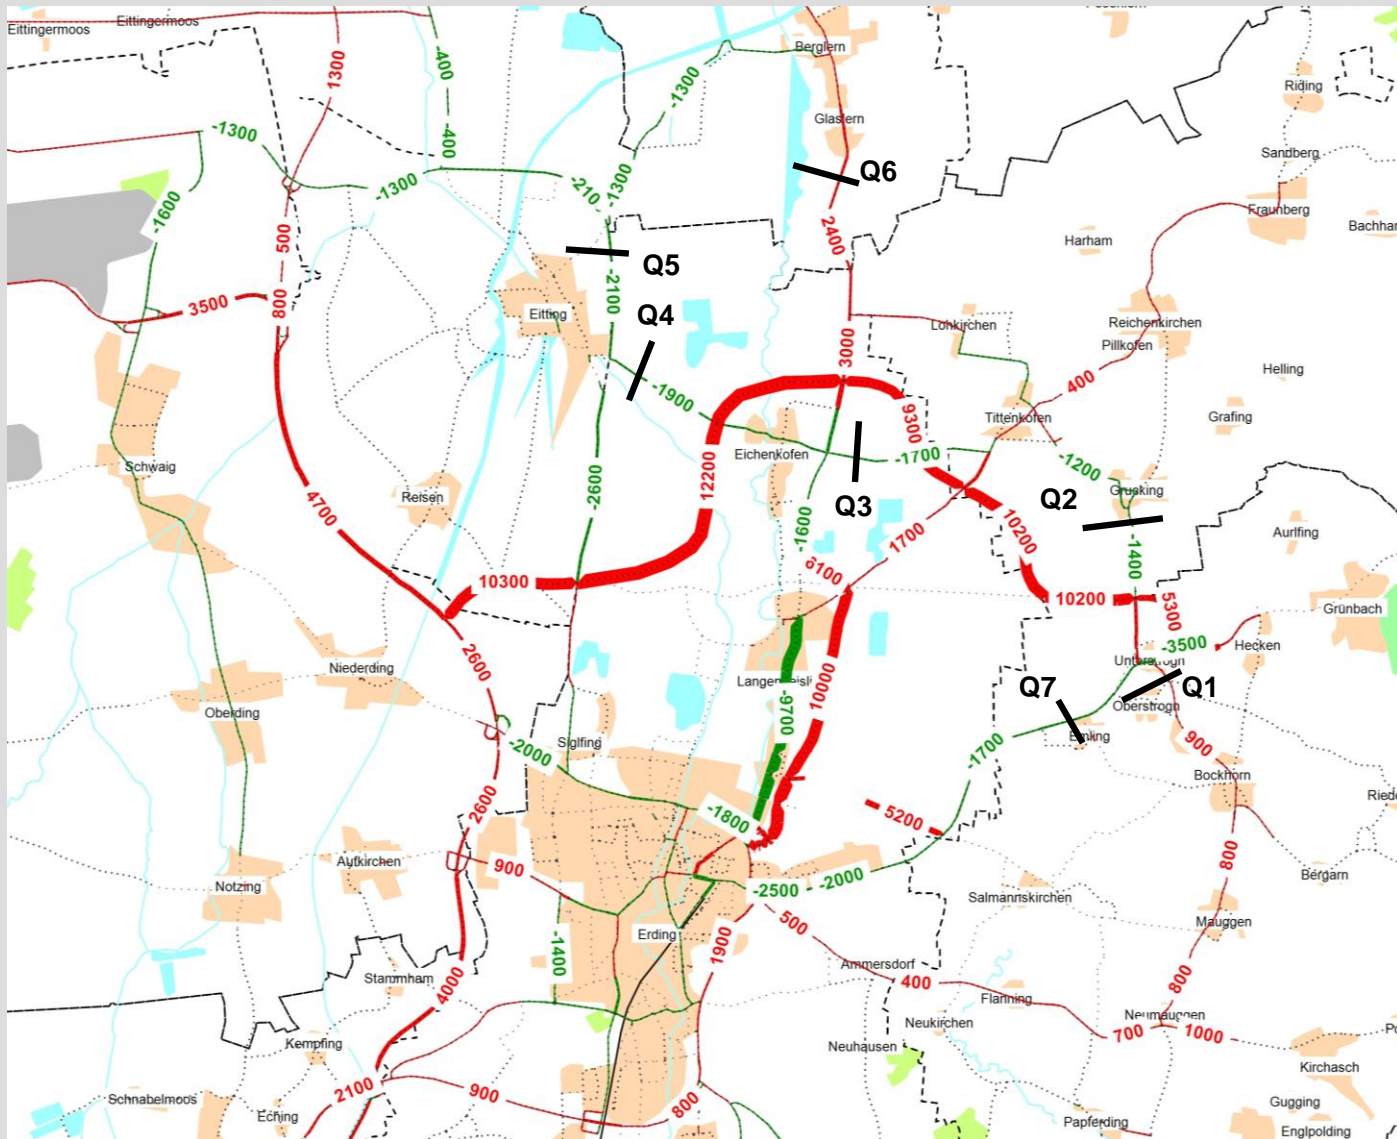 Eittingermoos
Eittingermoos
1300
-400
-1300
Berglern
Riding
Glaslern
-1300
-400
Sandberg
-1300
-210
-1300
Q6
Fraunberg
-1600
500
2400
Harham
Q5
-2100
3500
800
Eitting
Q4
Lohkirchen
Reichenkirchen
Pillkofen
3000
400
Helling
-1900
9300
Tittenkofen
Grafing
Schwaig
12200
Eichenkofen
-1700
-1200
-2600
Reisen
Q3
Q2
Grucking
4700
-1600
1700
10200
-1400
Aurlfing
10300
6100
10200
5300
Grünbach
2600
-3500
Hecken
Niederding
Unterstrogn
Q7
Q1
Oberding
10000
-9700
Oberstrogn
Emling
Siglfing
-2000
-1700
900
Bockhorn
2600
-1800
5200
Aufkirchen
900
800
Bergarn
Notzing
-2500
-2000
Salmannskirchen
500
Mauggen
Erding
1900
-1400
Ammersdorf
Stammham
4000
400
800
Flanning
Neukirchen
Neumauggen
700
1000
Kempfing
Neuhausen
Kirchasch
2100
900
800
Schnabelmoos
Eching
Gugging
Papferding
Englpolding